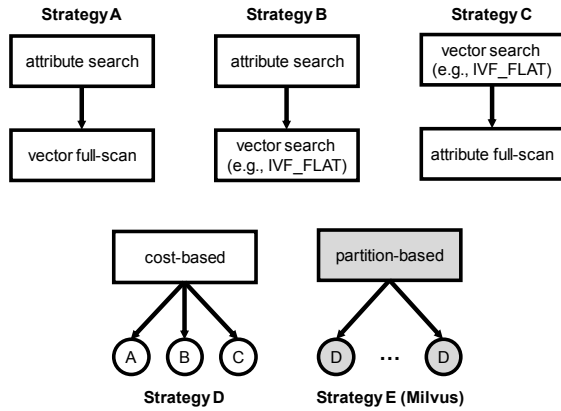 Strategy A
attribute search
vector full-scan
Strategy B
attribute search
vector search
(e.g., IVF_FLAT)
Strategy C
vector search
(e.g., IVF_FLAT)
attribute full-scan
cost-based
A
B
C
Strategy D
partition-based
D
...
D
Strategy E (Milvus)